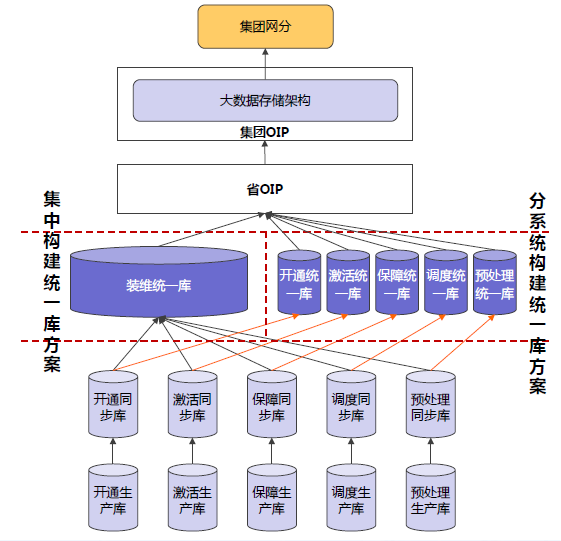 集团网分
大数据存储架构
集团OIP
省OIP
集中构建统一库方案
分系统构建统一库方案
装维统一库
开通统
一库
激活统
一库
保障统
一库
调度统
一库
预处理
统一库
开通同
步库
激活同
步库
保障同
步库
调度同
步库
预处理
同步库
开通生
产库
激活生
产库
保障生
产库
调度生
产库
预处理
生产库